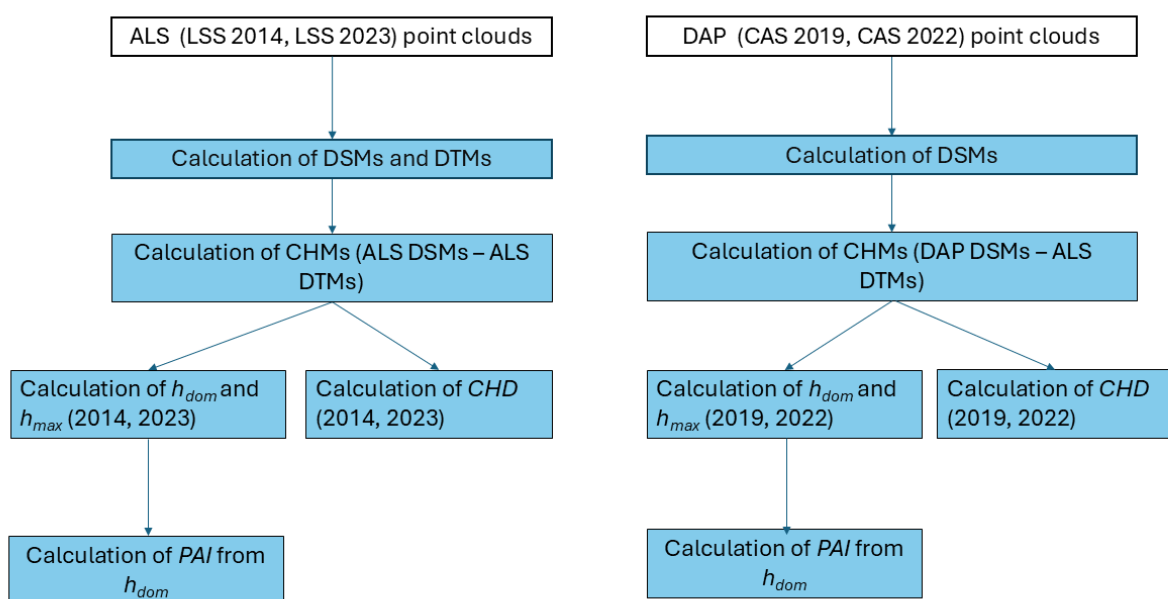 ALS (LSS 2014, LSS 2023) point clouds
Calculation of DSMs and DTMs
Calculation of CHMs (ALS DSMs – ALS
DTMs)
Calculation of hdom and
hmax (2014, 2023)
Calculation of CHD
(2014, 2023)
Calculation of PAI from
hdom
DAP (CAS 2019, CAS 2022) point clouds
Calculation of DSMs
Calculation of CHMs (DAP DSMs – ALS
DTMs)
Calculation of hdom and
hmax (2019, 2022)
Calculation of CHD
(2019, 2022)
Calculation of PAI from
hdom